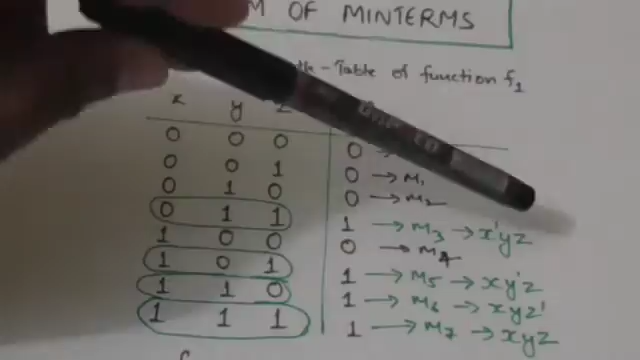 M OF MINTERMS
Table of function f₁
x y z
0 0 0 0 →
0 0 1 0 → M₁
0 1 0 0 → M₂
0 1 1 1 → M₃ → x'yz
1 0 0 0 → M₄
1 0 1 1 → M₅ → xy'z
1 1 0 1 → M₆ → xyz'
1 1 1 1 → M₇ → xyz